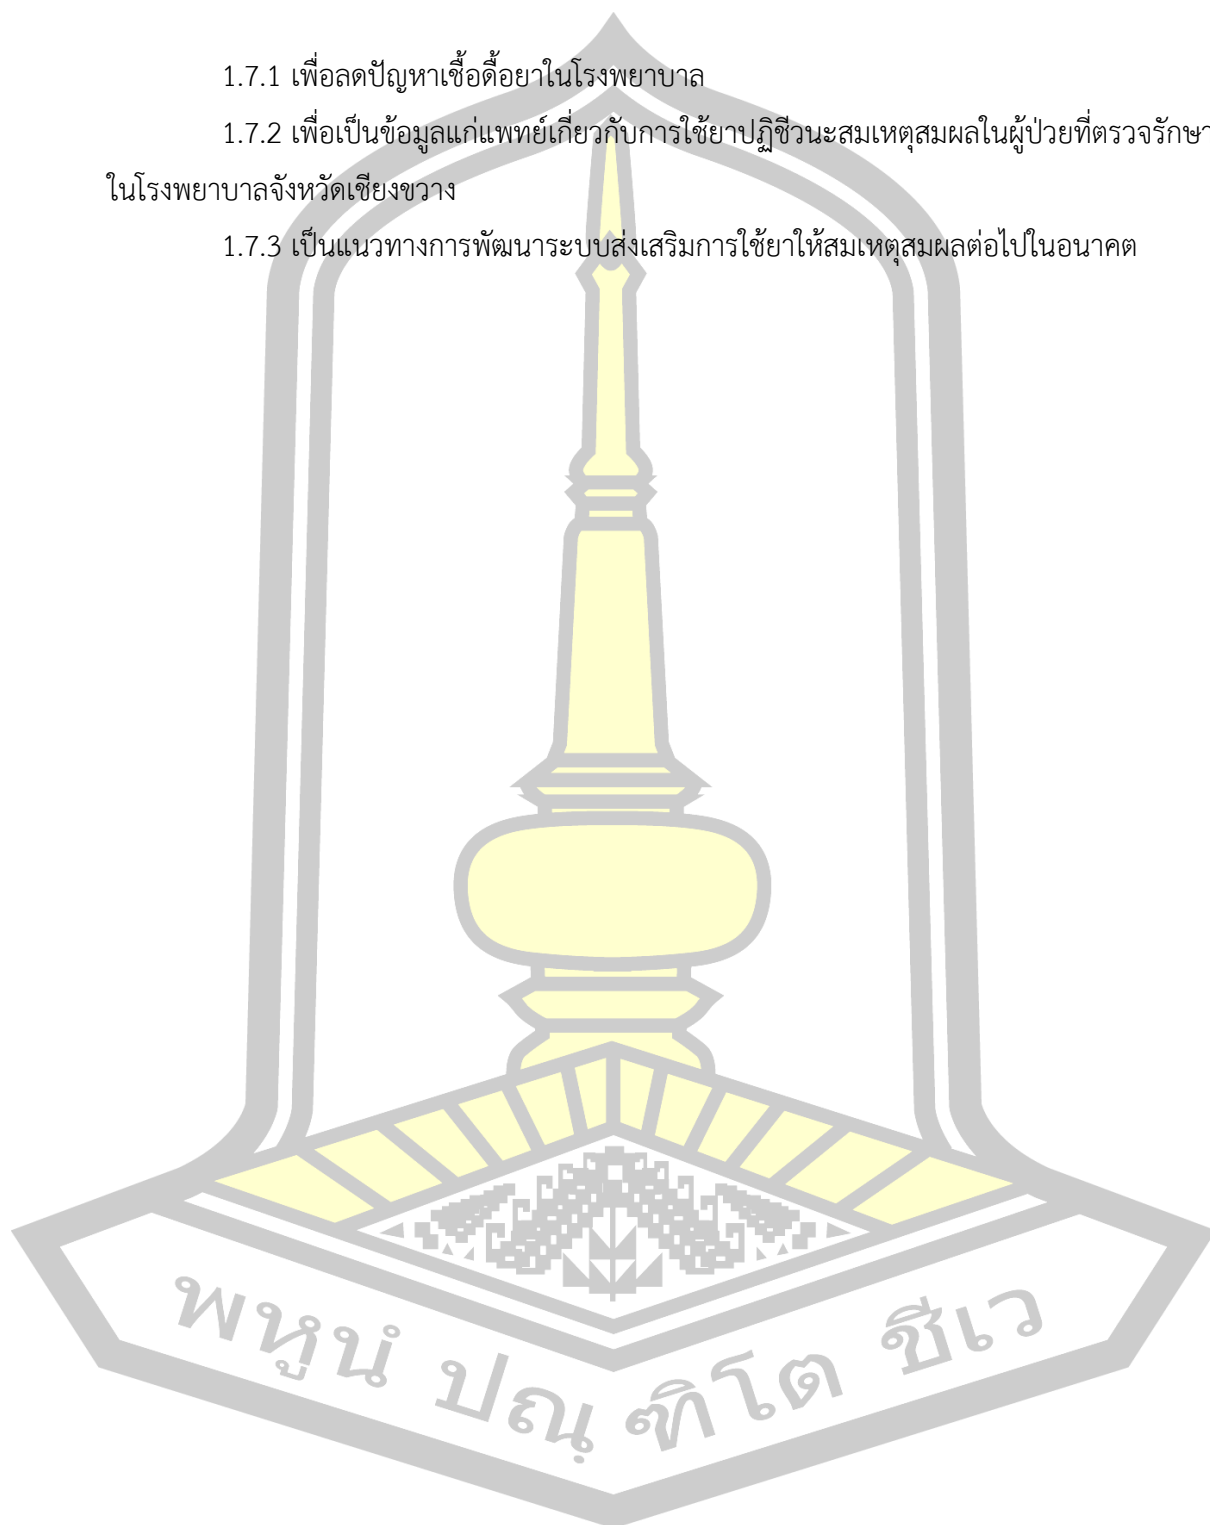 1.7.1 เพื่อลดปัญหาเชื้อดื้อยาในโรงพยาบาล
1.7.2 เพื่อเป็นข้อมูลแก่แพทย์เกี่ยวกับการใช้ยาปฏิชีวนะสมเหตุสมผลในผู้ป่วยที่ตรวจรักษา
ในโรงพยาบาลจังหวัดเชียงขวาง
1.7.3 เป็นแนวทางการพัฒนาระบบส่งเสริมการใช้ยาให้สมเหตุสมผลต่อไปในอนาคต
พหูนํ ปณฺ ฑิโต ชีเว